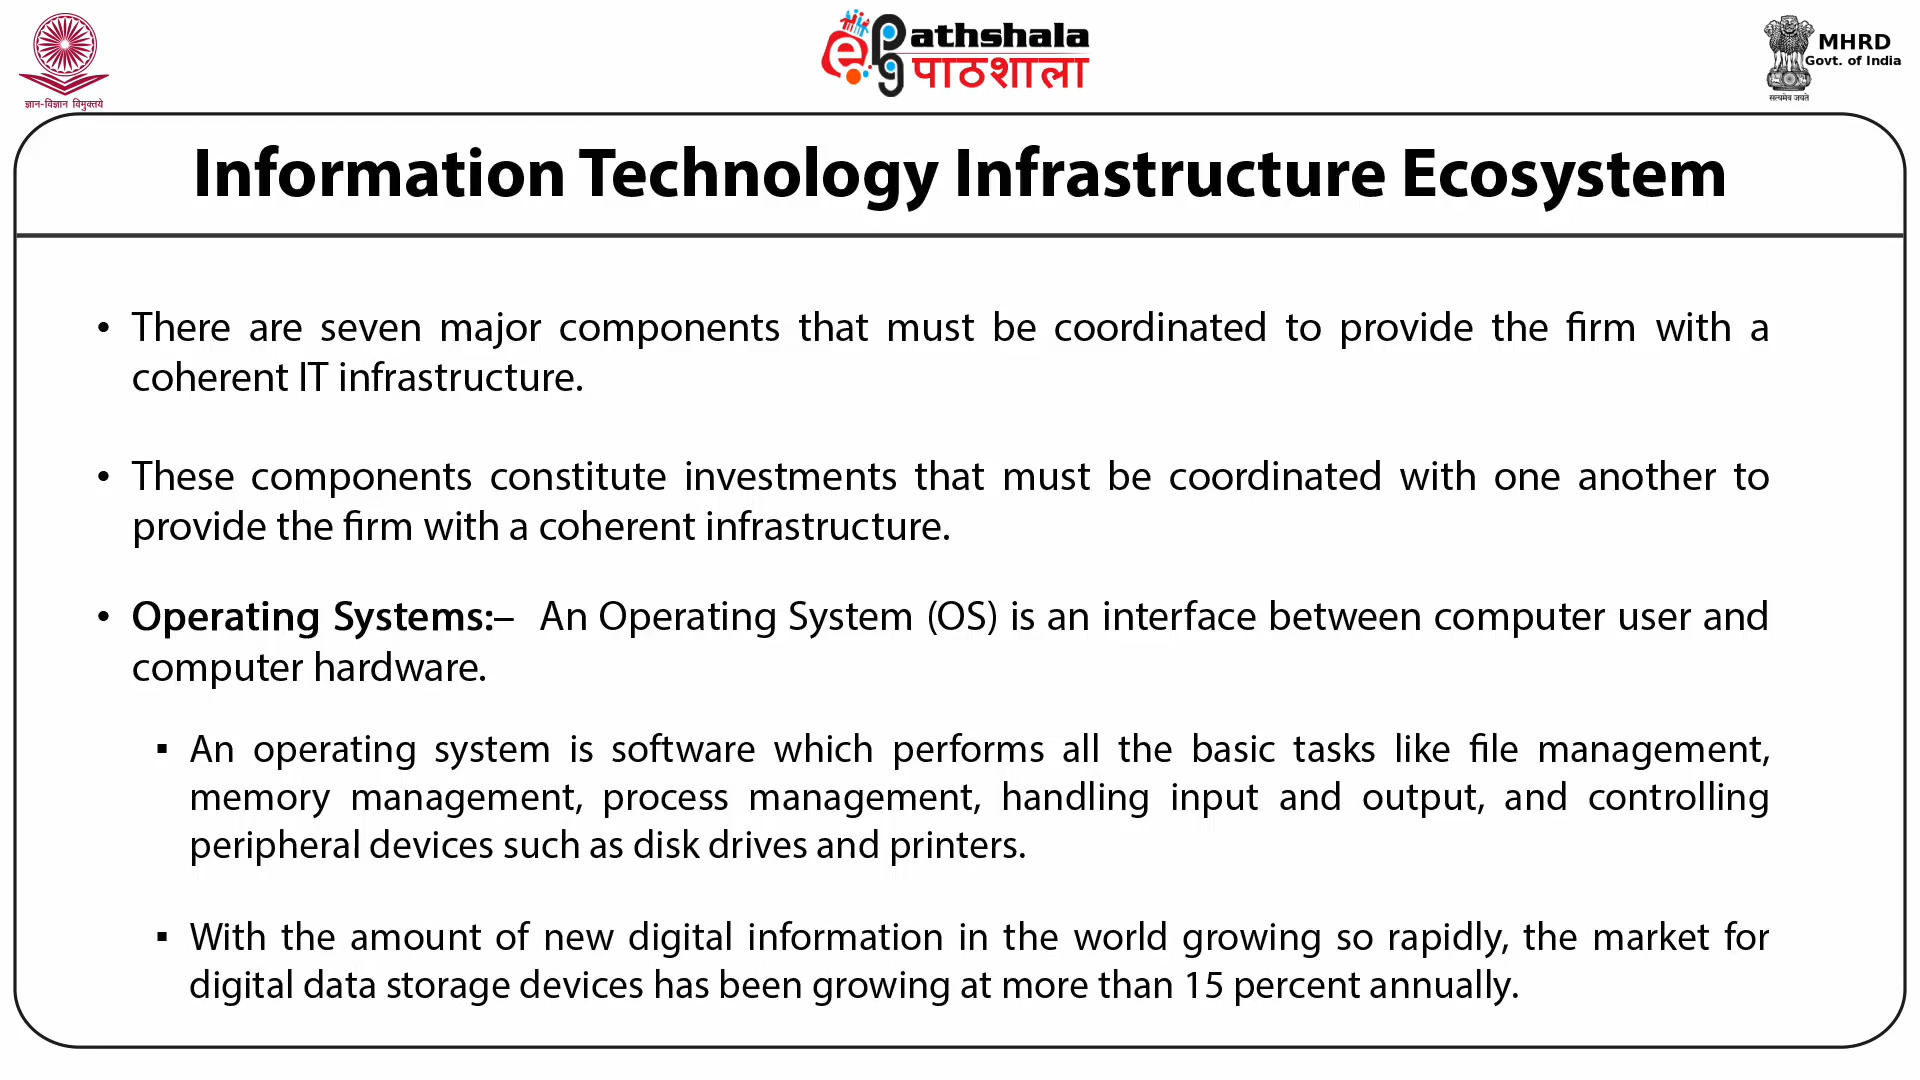 ज्ञान-विज्ञान विमुक्तये
e Pathshala
पाठशाला
MHRD
Govt. of India
सत्यमेव जयते
Information Technology Infrastructure Ecosystem
• There are seven major components that must be coordinated to provide the firm with a
coherent IT infrastructure.
• These components constitute investments that must be coordinated with one another to
provide the firm with a coherent infrastructure.
• Operating Systems:– An Operating System (OS) is an interface between computer user and
computer hardware.
▪ An operating system is software which performs all the basic tasks like file management,
memory management, process management, handling input and output, and controlling
peripheral devices such as disk drives and printers.
▪ With the amount of new digital information in the world growing so rapidly, the market for
digital data storage devices has been growing at more than 15 percent annually.